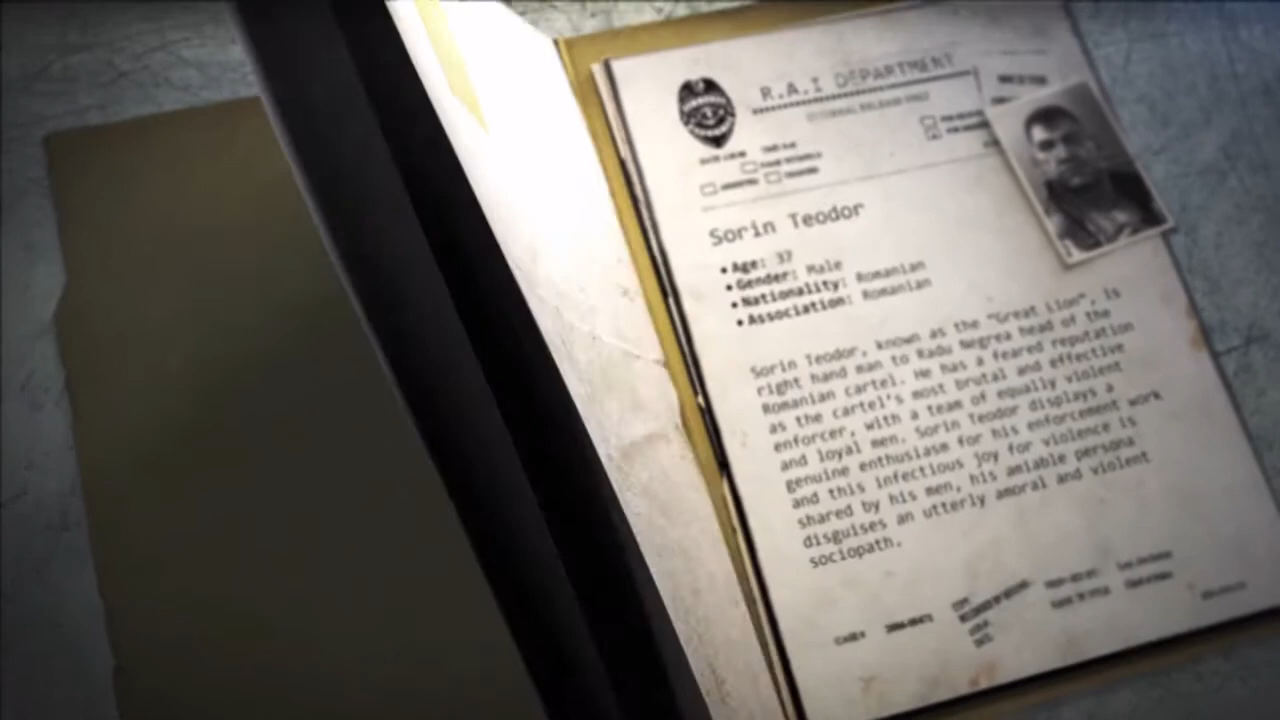 R.A.I DEPARTMENT
Sorin Teodor
• Age: 37
• Gender: Male
• Nationality: Romanian
• Association: Romanian
Sorin Teodor, known as the "Great Lion", is
right hand man to Radu Negrea head of the
Romanian cartel. He has a feared reputation
as the cartel's most brutal and effective
enforcer, with a team of equally violent
and loyal men. Sorin Teodor displays a
genuine enthusiasm for his enforcement work
and this infectious joy for violence is
shared by his men, his amiable persona
disguises an utterly amoral and violent
sociopath.
CASE#